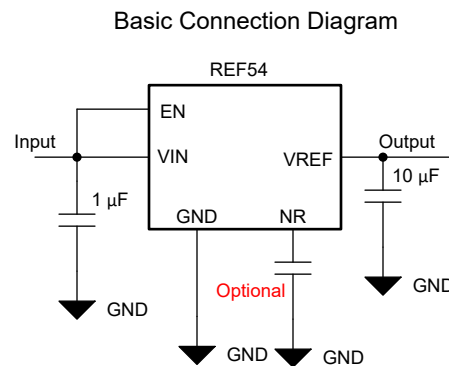 Basic Connection Diagram
REF54
EN
Input
VIN
VREF
Output
1 µF
10 µF
GND
NR
Optional
GND
GND
GND
GND